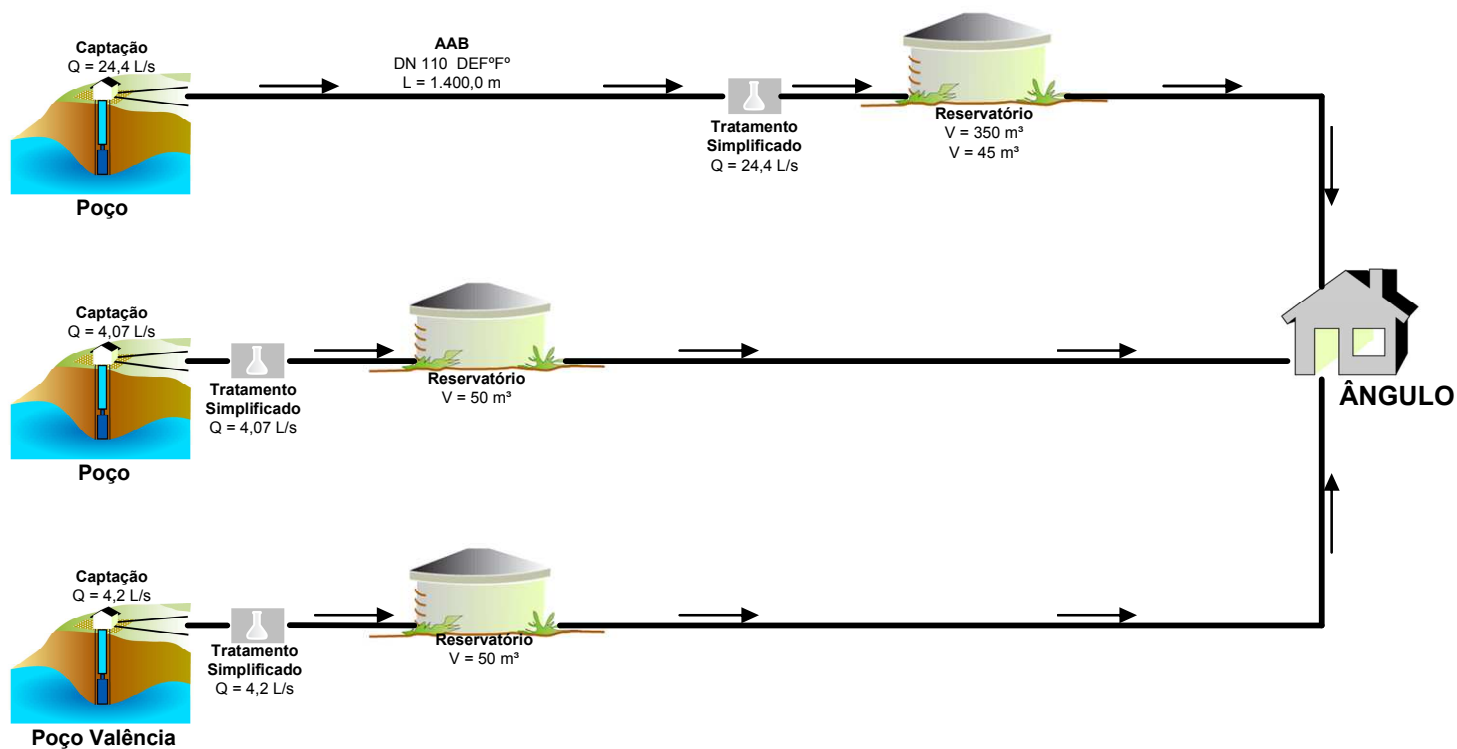 Captação
Q = 24,4 L/s
Poço
AAB
DN 110 DEFºFº
L = 1.400,0 m
Tratamento
Simplificado
Q = 24,4 L/s
Reservatório
V = 350 m³
V = 45 m³
Captação
Q = 4,07 L/s
Poço
Tratamento
Simplificado
Q = 4,07 L/s
Reservatório
V = 50 m³
ÂNGULO
Captação
Q = 4,2 L/s
Poço Valência
Tratamento
Simplificado
Q = 4,2 L/s
Reservatório
V = 50 m³